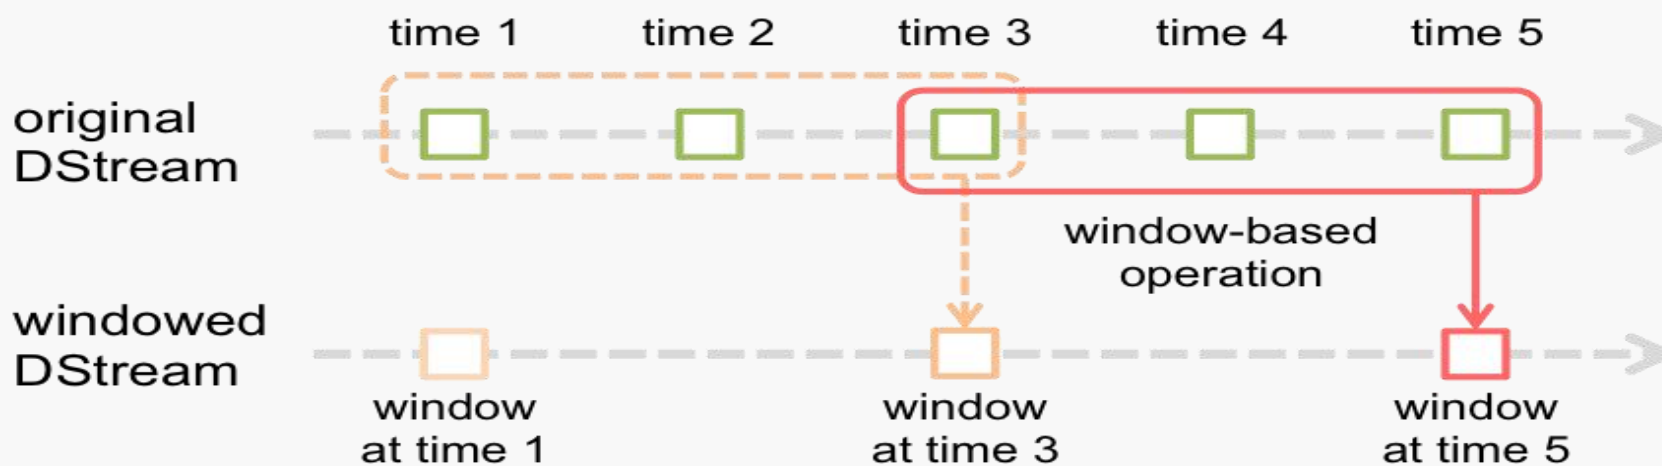 time 1
time 2
time 3
time 4
time 5
original
DStream
window-based
operation
windowed
DStream
window
at time 1
window
at time 3
window
at time 5